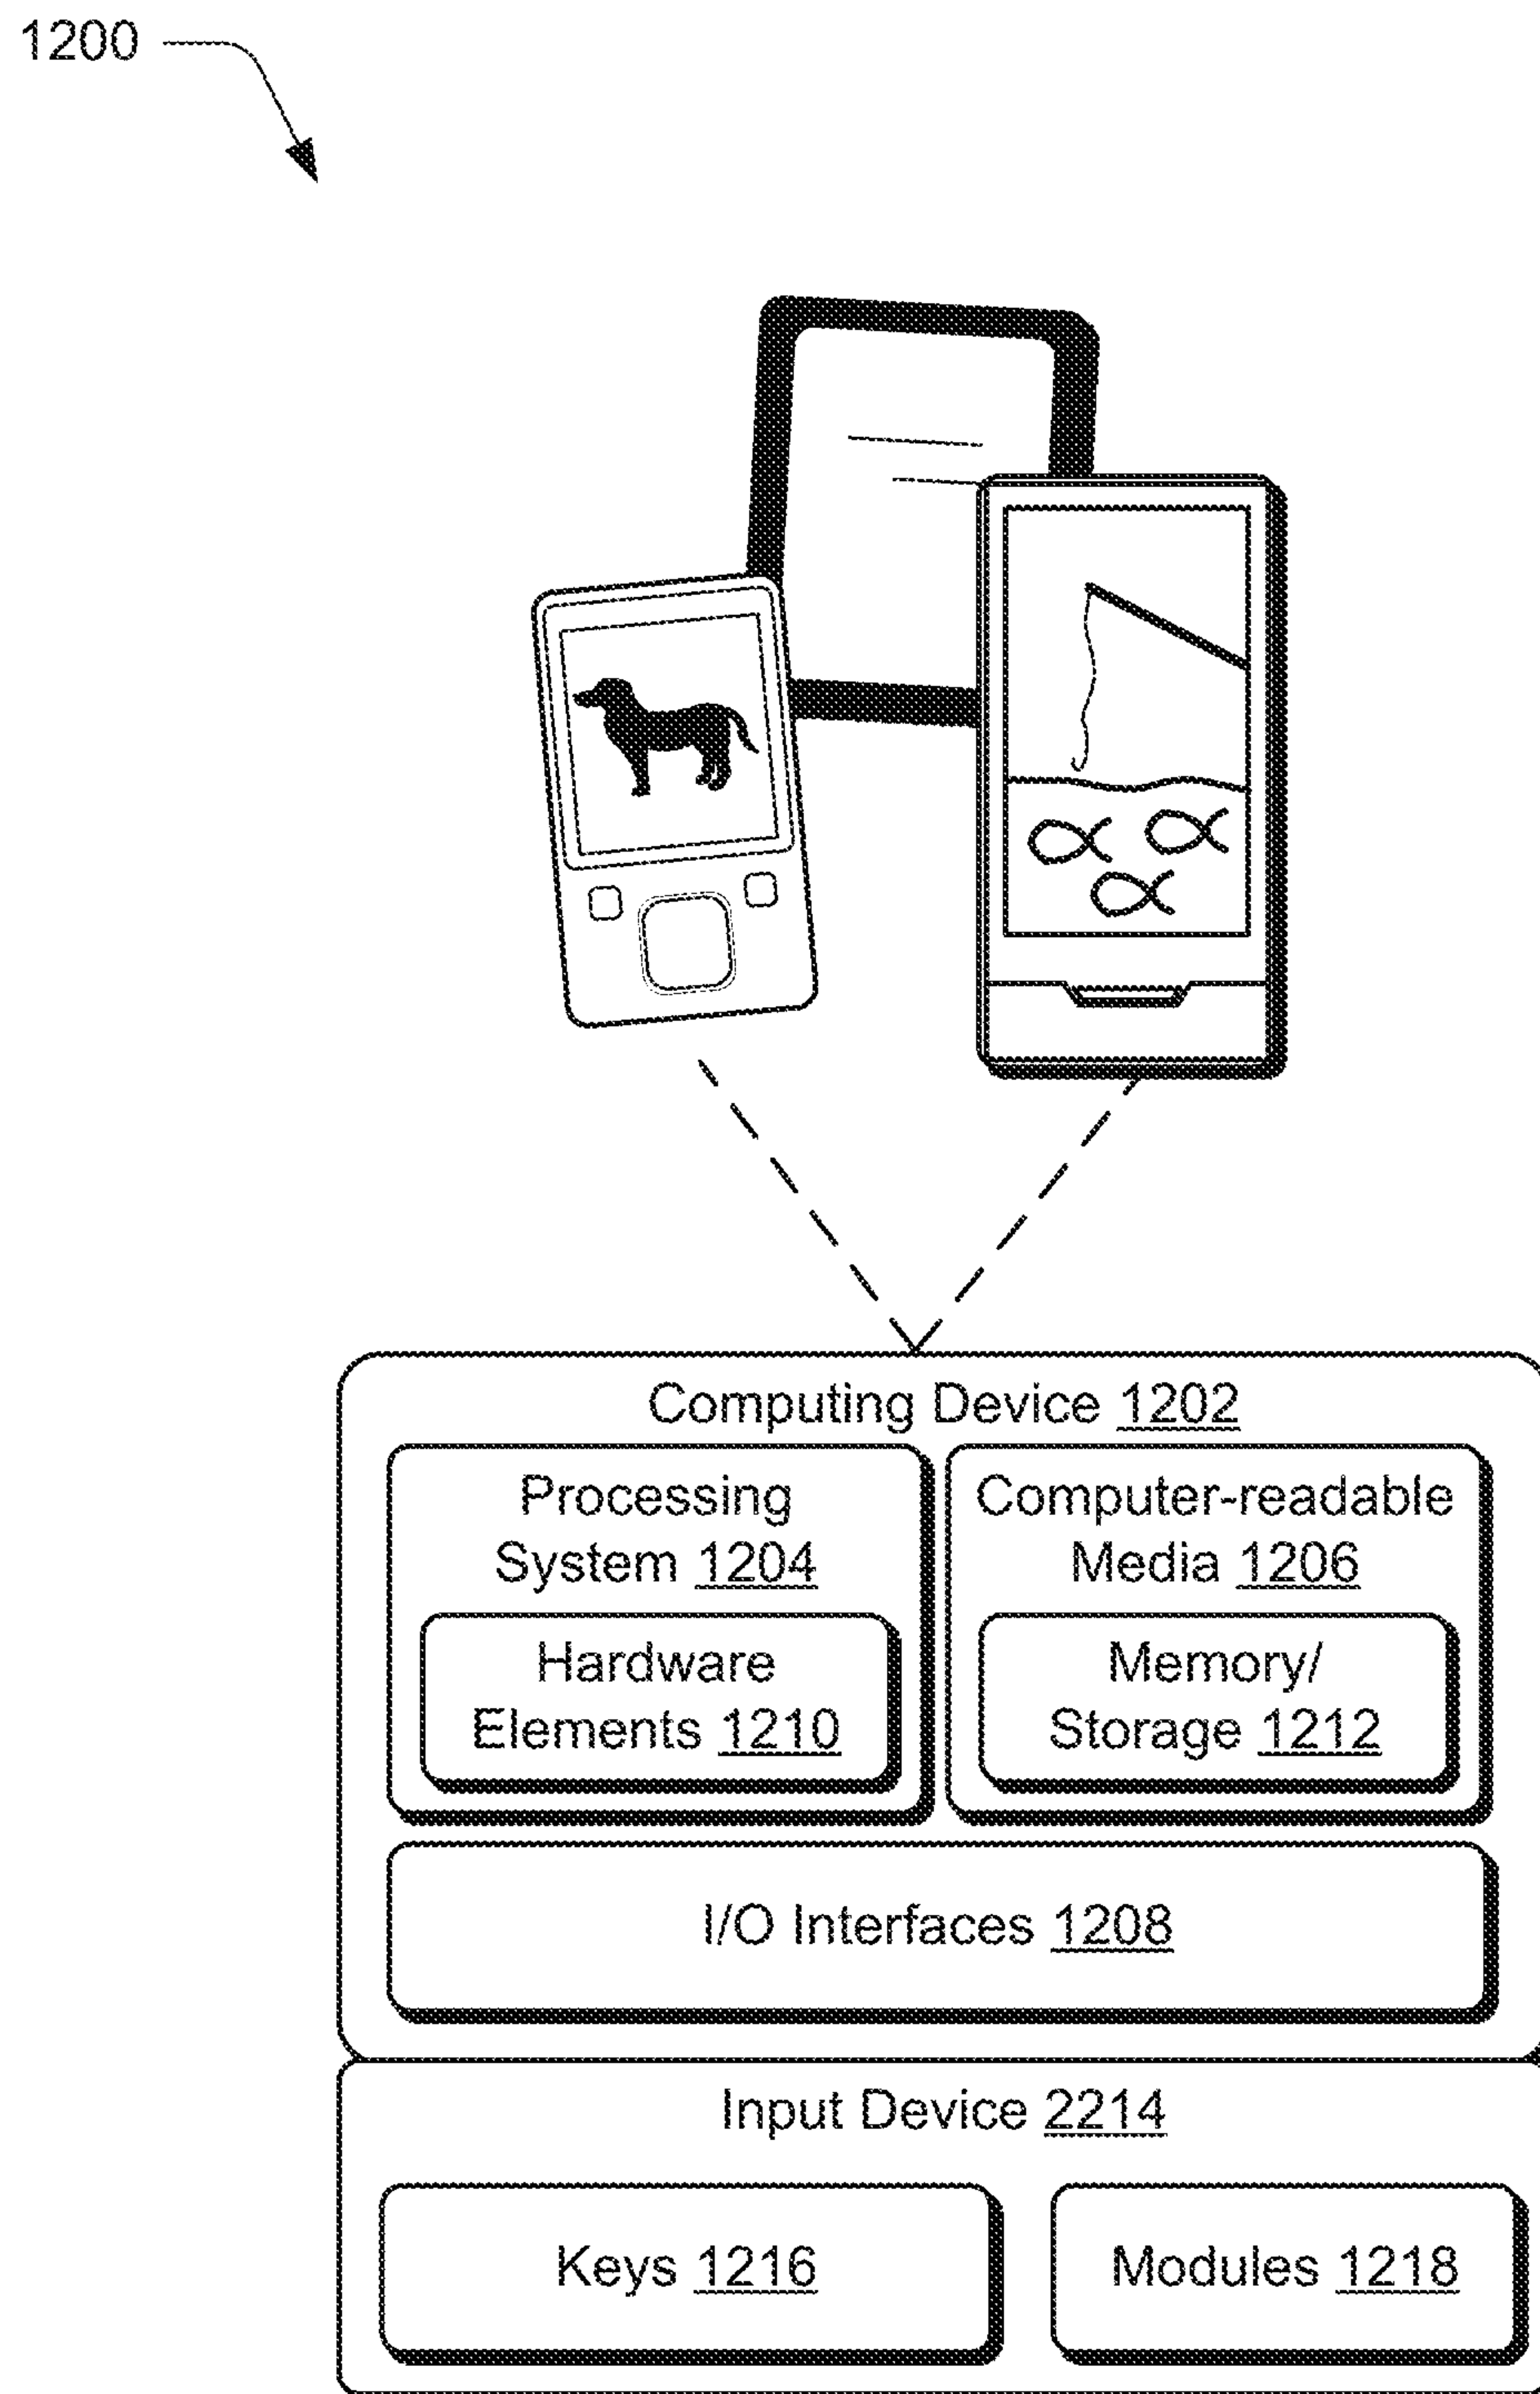 1200
Computing Device 1202
Processing
System 1204
Hardware
Elements 1210
Computer-readable
Media 1206
Memory/
Storage 1212
I/O Interfaces 1208
Input Device 2214
Keys 1216
Modules 1218